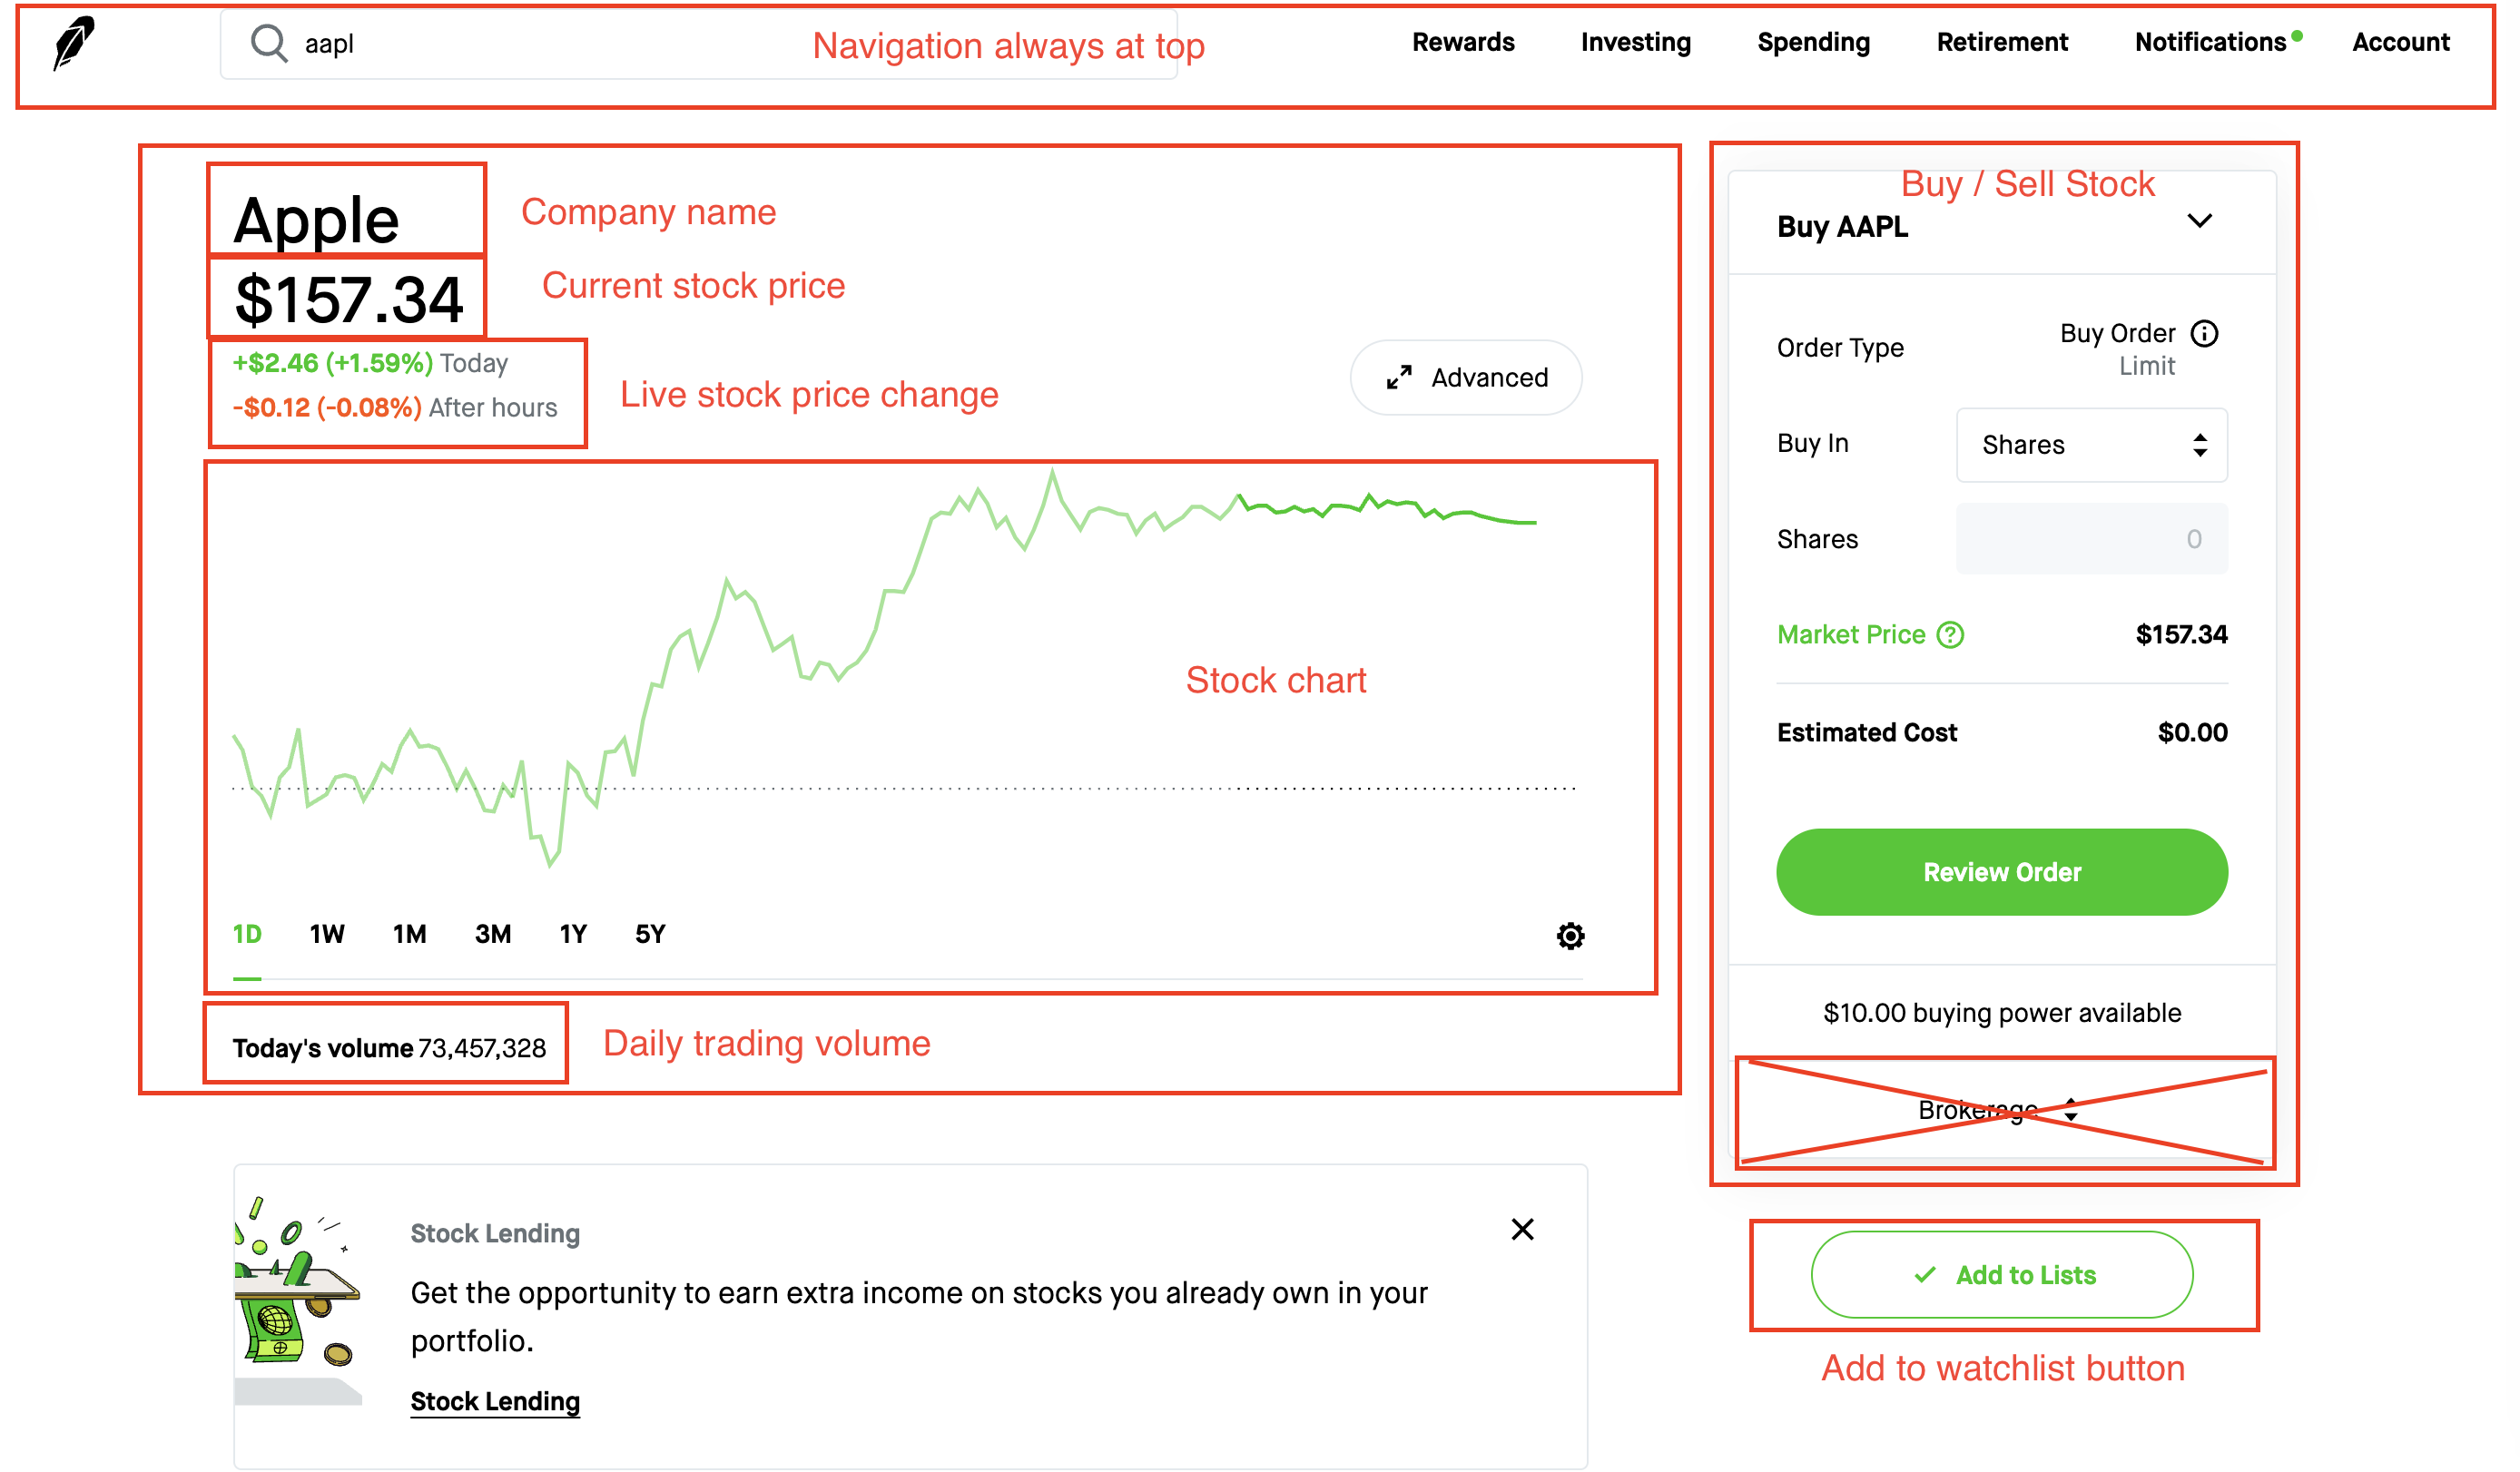 aapl
Navigation always at top
Rewards
Investing
Spending
Retirement
Notifications
Account
Apple
Company name
$157.34
Current stock price
+$2.46 (+1.59%) Today
-$0.12 (-0.08%) After hours
Live stock price change
Advanced
Stock chart
1D 1W 1M 3M 1Y 5Y
Today's volume 73,457,328
Daily trading volume
Buy / Sell Stock
Buy AAPL
Order Type
Buy Order
Limit
Buy In
Shares
Shares
0
Market Price
$157.34
Estimated Cost
$0.00
Review Order
$10.00 buying power available
Brokerage
Add to Lists
Add to watchlist button
Stock Lending
Get the opportunity to earn extra income on stocks you already own in your
portfolio.
Stock Lending